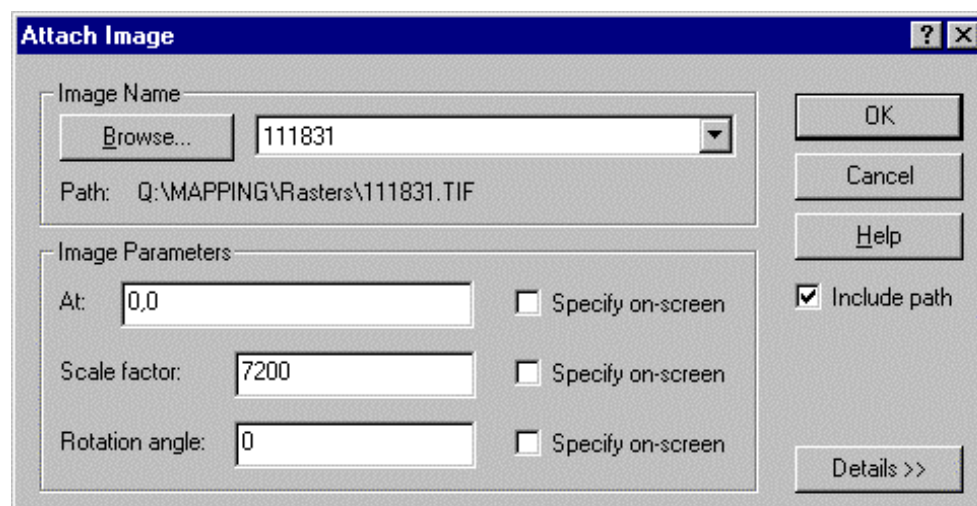 Attach Image
Image Name
Browse...
111831
Path: Q:\MAPPING\Rasters\111831.TIF
Image Parameters
At: 0,0
Specify on-screen
Scale factor: 7200
Specify on-screen
Rotation angle: 0
Specify on-screen
OK
Cancel
Help
Include path
Details >>